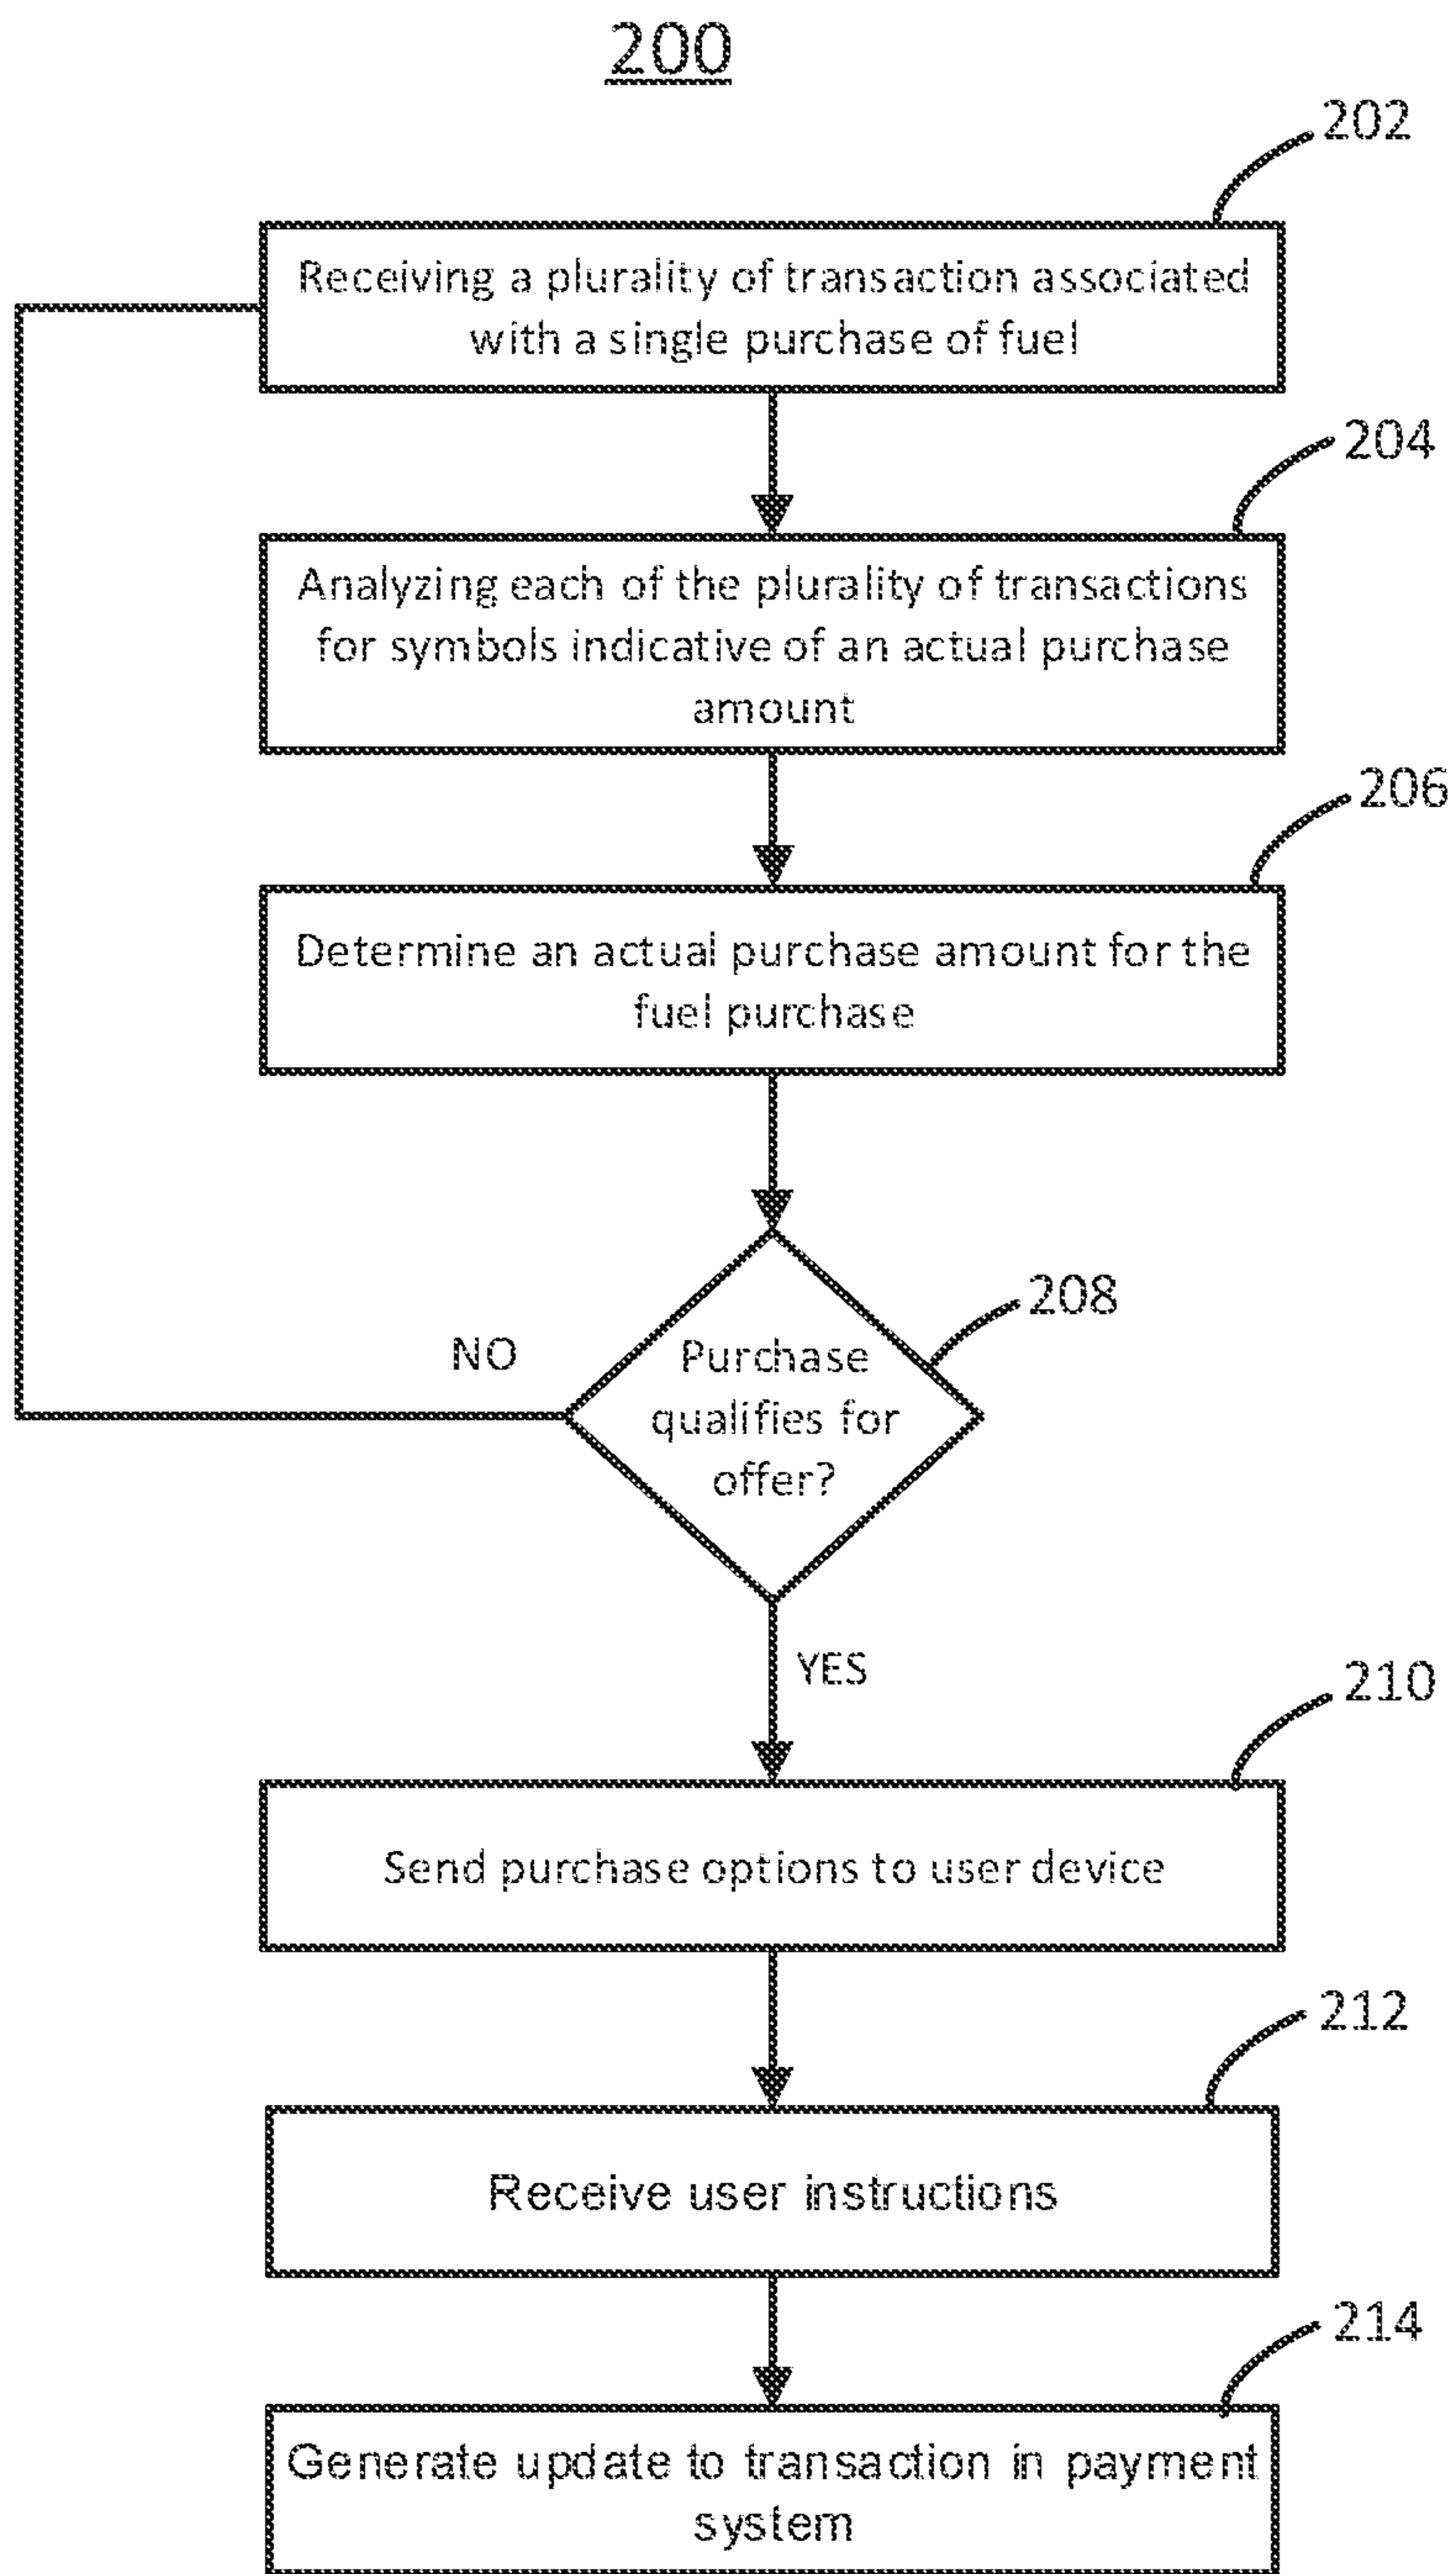 200
202
Receiving a plurality of transaction associated
with a single purchase of fuel
204
Analyzing each of the plurality of transactions
for symbols indicative of an actual purchase
amount
206
Determine an actual purchase amount for the
fuel purchase
208
NO
Purchase
qualifies for
offer?
YES
210
Send purchase options to user device
212
Receive user instructions
214
Generate update to transaction in payment
system